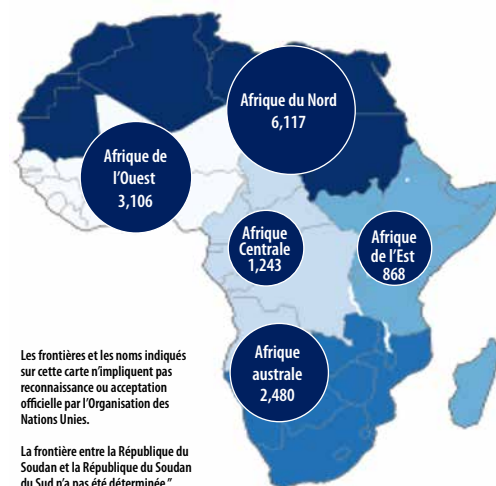 Afrique du Nord
6,117
Afrique de
l'Ouest
3,106
Afrique
Centrale
1,243
Afrique
de l'Est
868
Afrique
australe
2,480
Les frontières et les noms indiqués
sur cette carte n'impliquent pas
reconnaissance ou acceptation
officielle par l'Organisation des
Nations Unies.
La frontière entre la République du
Soudan et la République du Soudan
du Sud n'a pas été déterminée."